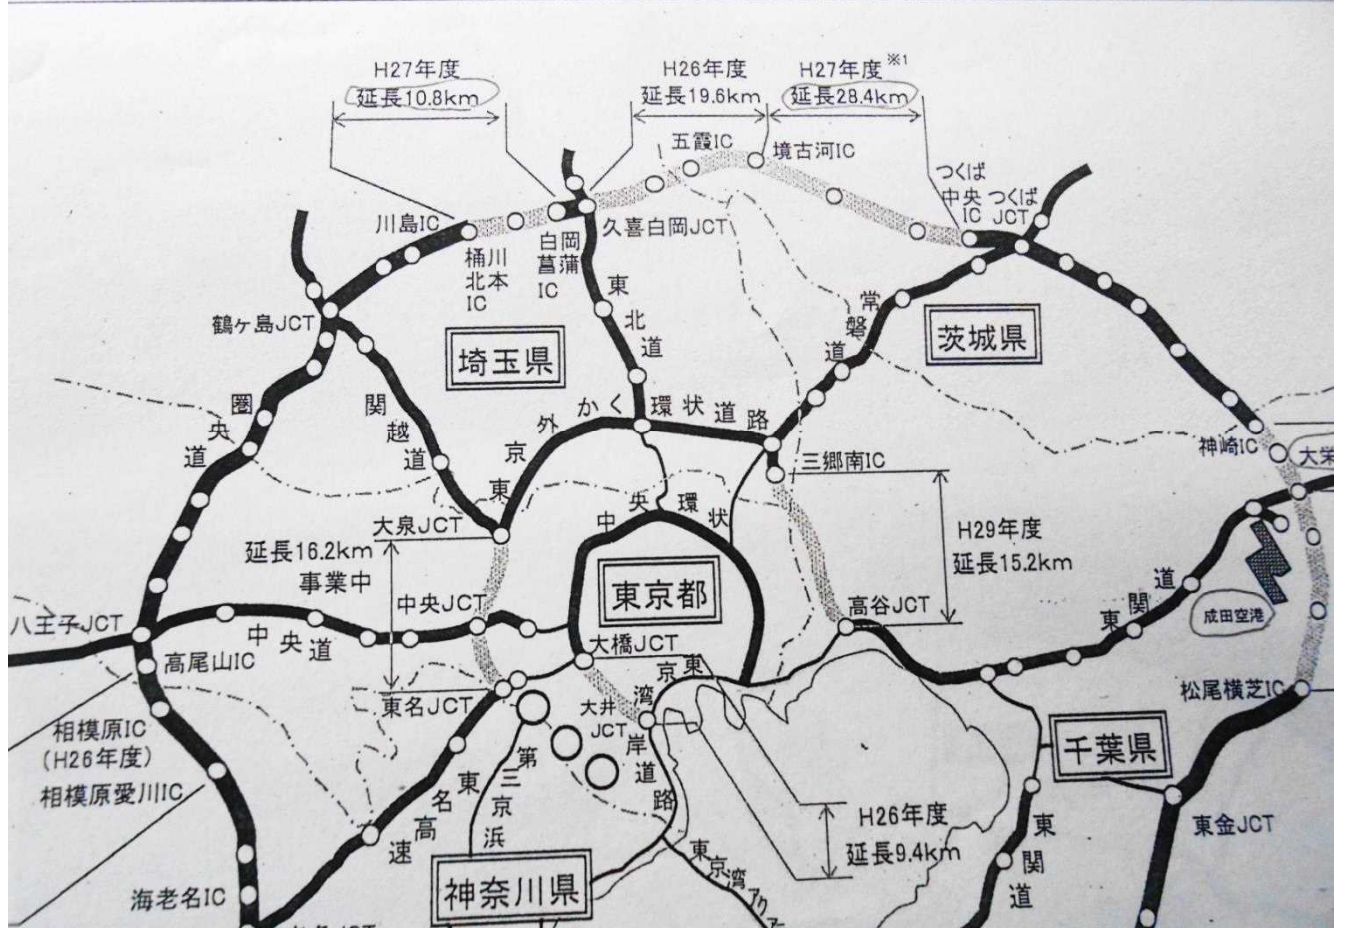 H27年度
延長10.8km
H26年度
延長19.6km
H27年度※1
延長28.4km
五霞IC
境古河IC
つくば
中央
IC
つくば
JCT
川島IC
桶川
北本
IC
白岡
菖蒲
IC
久喜白岡JCT
東北道
常磐道
鶴ヶ島JCT
埼玉県
茨城県
圏央道
関越道
東京外かく環状道路
三郷南IC
神崎IC
大栄
大泉JCT
中央環状
延長16.2km
事業中
H29年度
延長15.2km
中央JCT
東京都
高谷JCT
東関道
成田空港
八王子JCT
中央道
高尾山IC
大橋JCT
東名JCT
大井
JCT
東京湾岸道路
松尾横芝IC
相模原IC
(H26年度)
相模原愛川IC
第三京浜
東名高速
千葉県
H26年度
延長9.4km
東金JCT
海老名IC
神奈川県
東京湾アクア
東関道